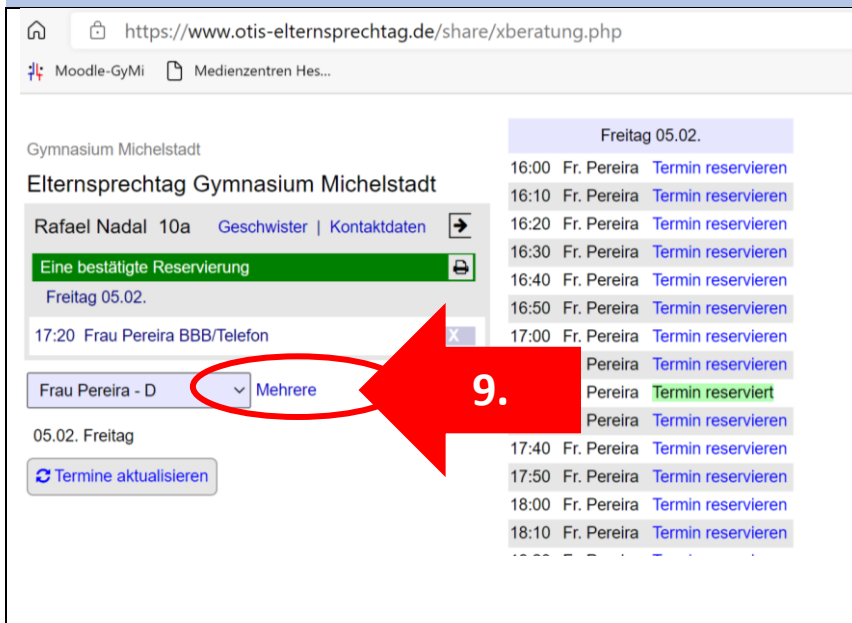 https://www.otis-elternsprechtag.de/share/xberatung.php
Moodle-GyMi Medienzentren Hes...
Gymnasium Michelstadt
Elternsprechtag Gymnasium Michelstadt
Rafael Nadal 10a Geschwister | Kontaktdaten
Eine bestätigte Reservierung
Freitag 05.02.
17:20 Frau Pereira BBB/Telefon X
Frau Pereira - D Mehrere
9.
05.02. Freitag
Termine aktualisieren
Freitag 05.02.
16:00 Fr. Pereira Termin reservieren
16:10 Fr. Pereira Termin reservieren
16:20 Fr. Pereira Termin reservieren
16:30 Fr. Pereira Termin reservieren
16:40 Fr. Pereira Termin reservieren
16:50 Fr. Pereira Termin reservieren
17:00 Fr. Pereira Termin reservieren
Pereira Termin reservieren
Pereira Termin reserviert
Pereira Termin reservieren
17:40 Fr. Pereira Termin reservieren
17:50 Fr. Pereira Termin reservieren
18:00 Fr. Pereira Termin reservieren
18:10 Fr. Pereira Termin reservieren